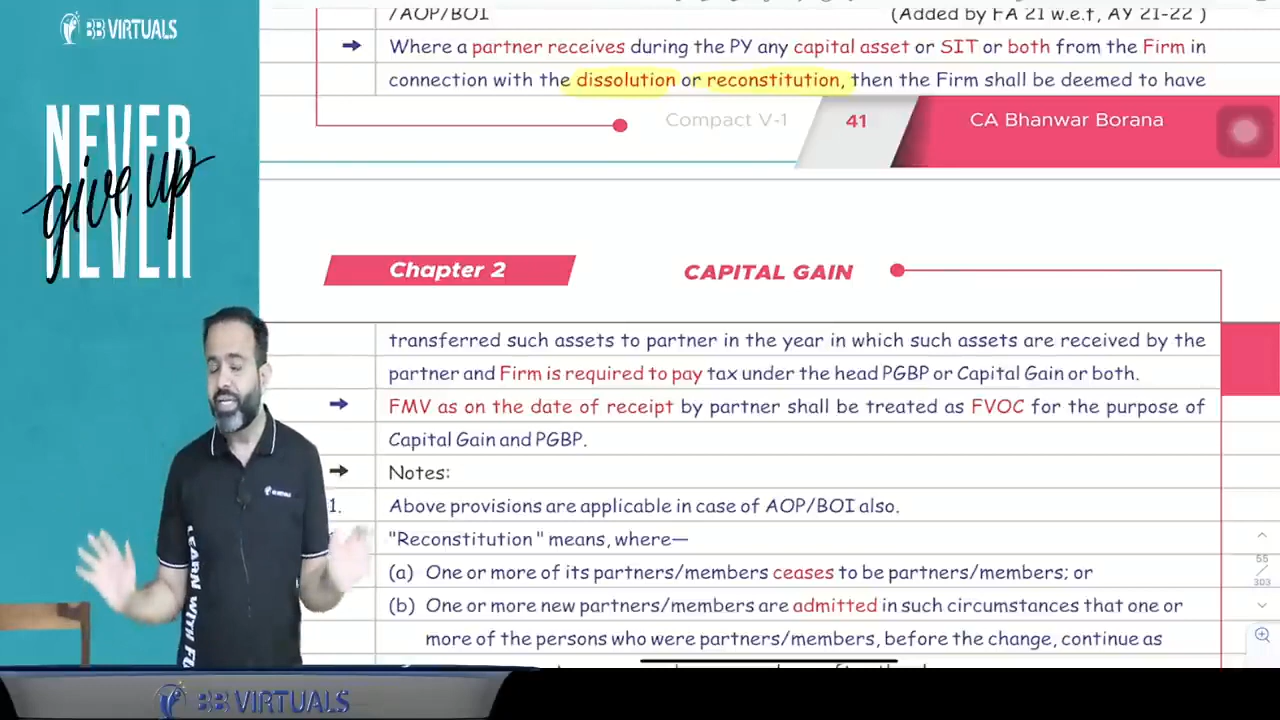 BB VIRTUALS
NEVER
give up
NEVER
/AOP/BOI (Added by FA 21 w.e.f, AY 21-22 )
→ Where a partner receives during the PY any capital asset or SIT or both from the Firm in
connection with the dissolution or reconstitution, then the Firm shall be deemed to have
Compact V-1 41 CA Bhanwar Borana
Chapter 2 CAPITAL GAIN
transferred such assets to partner in the year in which such assets are received by the
partner and Firm is required to pay tax under the head PGBP or Capital Gain or both.
→ FMV as on the date of receipt by partner shall be treated as FVOC for the purpose of
Capital Gain and PGBP.
→ Notes:
1. Above provisions are applicable in case of AOP/BOI also.
"Reconstitution " means, where—
(a) One or more of its partners/members ceases to be partners/members; or
(b) One or more new partners/members are admitted in such circumstances that one or
more of the persons who were partners/members, before the change, continue as
55
303
LEARN WITH FU
BB VIRTUALS